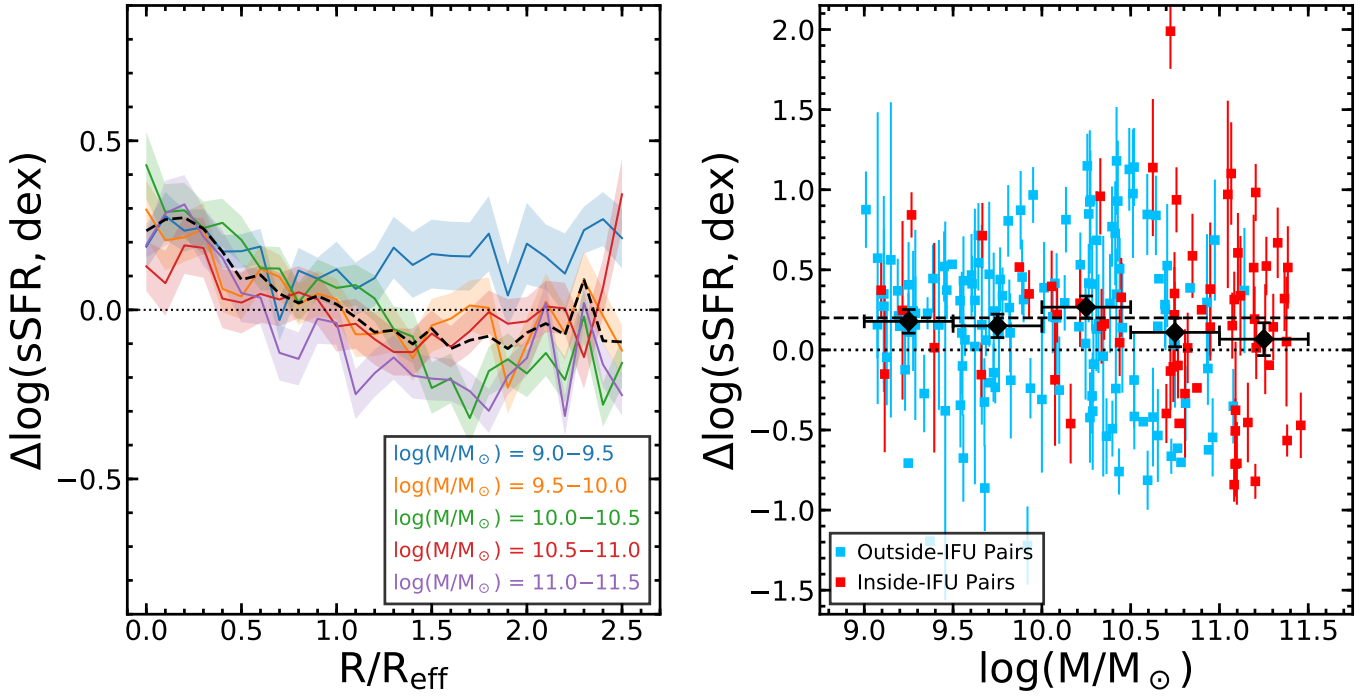 Δlog(sSFR, dex)
0.5
0.0
−0.5
0.0
0.5
1.0
1.5
2.0
2.5
R/R_eff
log(M/M_⊙) = 9.0−9.5
log(M/M_⊙) = 9.5−10.0
log(M/M_⊙) = 10.0−10.5
log(M/M_⊙) = 10.5−11.0
log(M/M_⊙) = 11.0−11.5
Δlog(sSFR, dex)
2.0
1.5
1.0
0.5
0.0
−0.5
−1.0
−1.5
9.0
9.5
10.0
10.5
11.0
11.5
log(M/M_⊙)
Outside-IFU Pairs
Inside-IFU Pairs